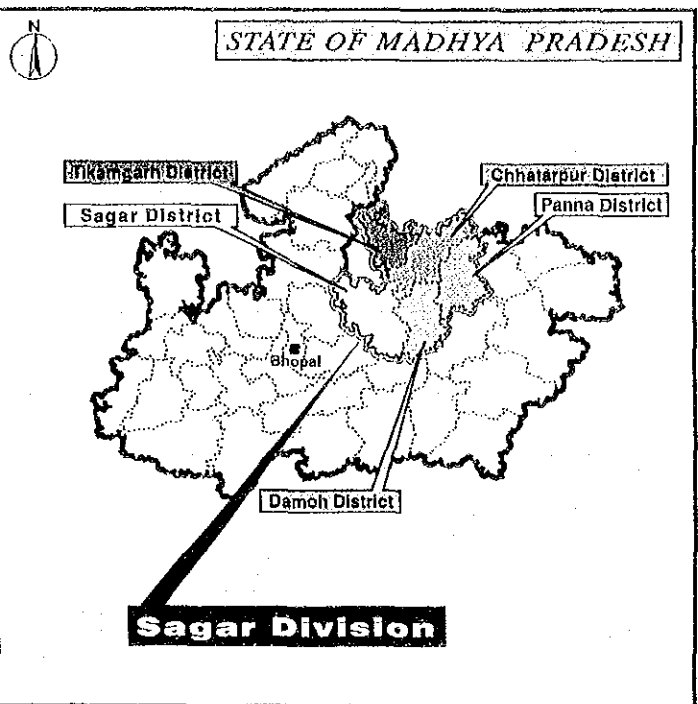 N
STATE OF MADHYA PRADESH
Tikamgarh District
Chhatarpur District
Sagar District
Panna District
Bhopal
Damoh District
Sagar Division